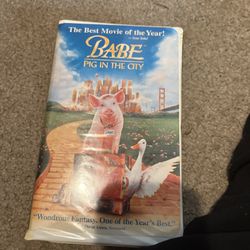 The Best Movie of the Year!
BABE
PIG IN THE CITY
"Wondrous Fantasy, One of the Year's Best."